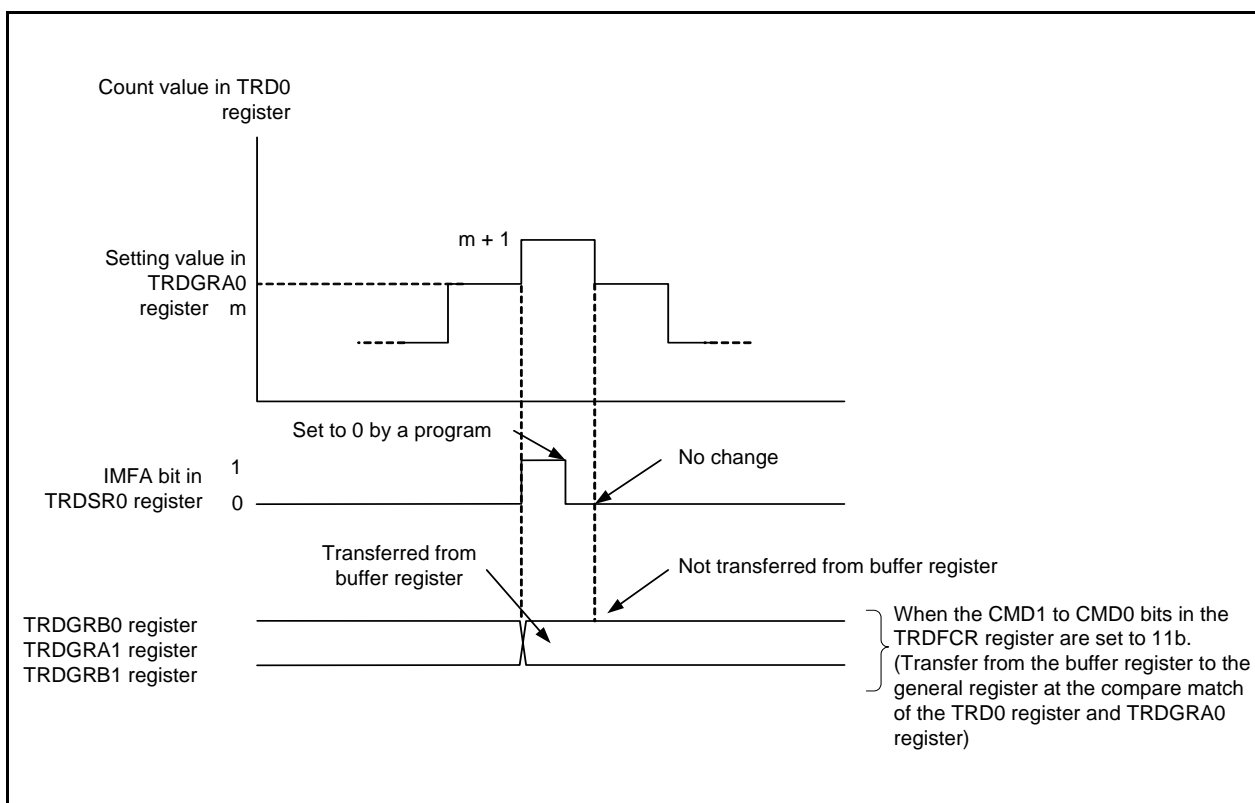 Count value in TRD0
register
m + 1
Setting value in
TRDGRA0
register m
Set to 0 by a program
No change
IMFA bit in
TRDSR0 register
1
0
Transferred from
buffer register
Not transferred from buffer register
TRDGRB0 register
TRDGRA1 register
TRDGRB1 register
When the CMD1 to CMD0 bits in the
TRDFCR register are set to 11b.
(Transfer from the buffer register to the
general register at the compare match
of the TRD0 register and TRDGRA0
register)